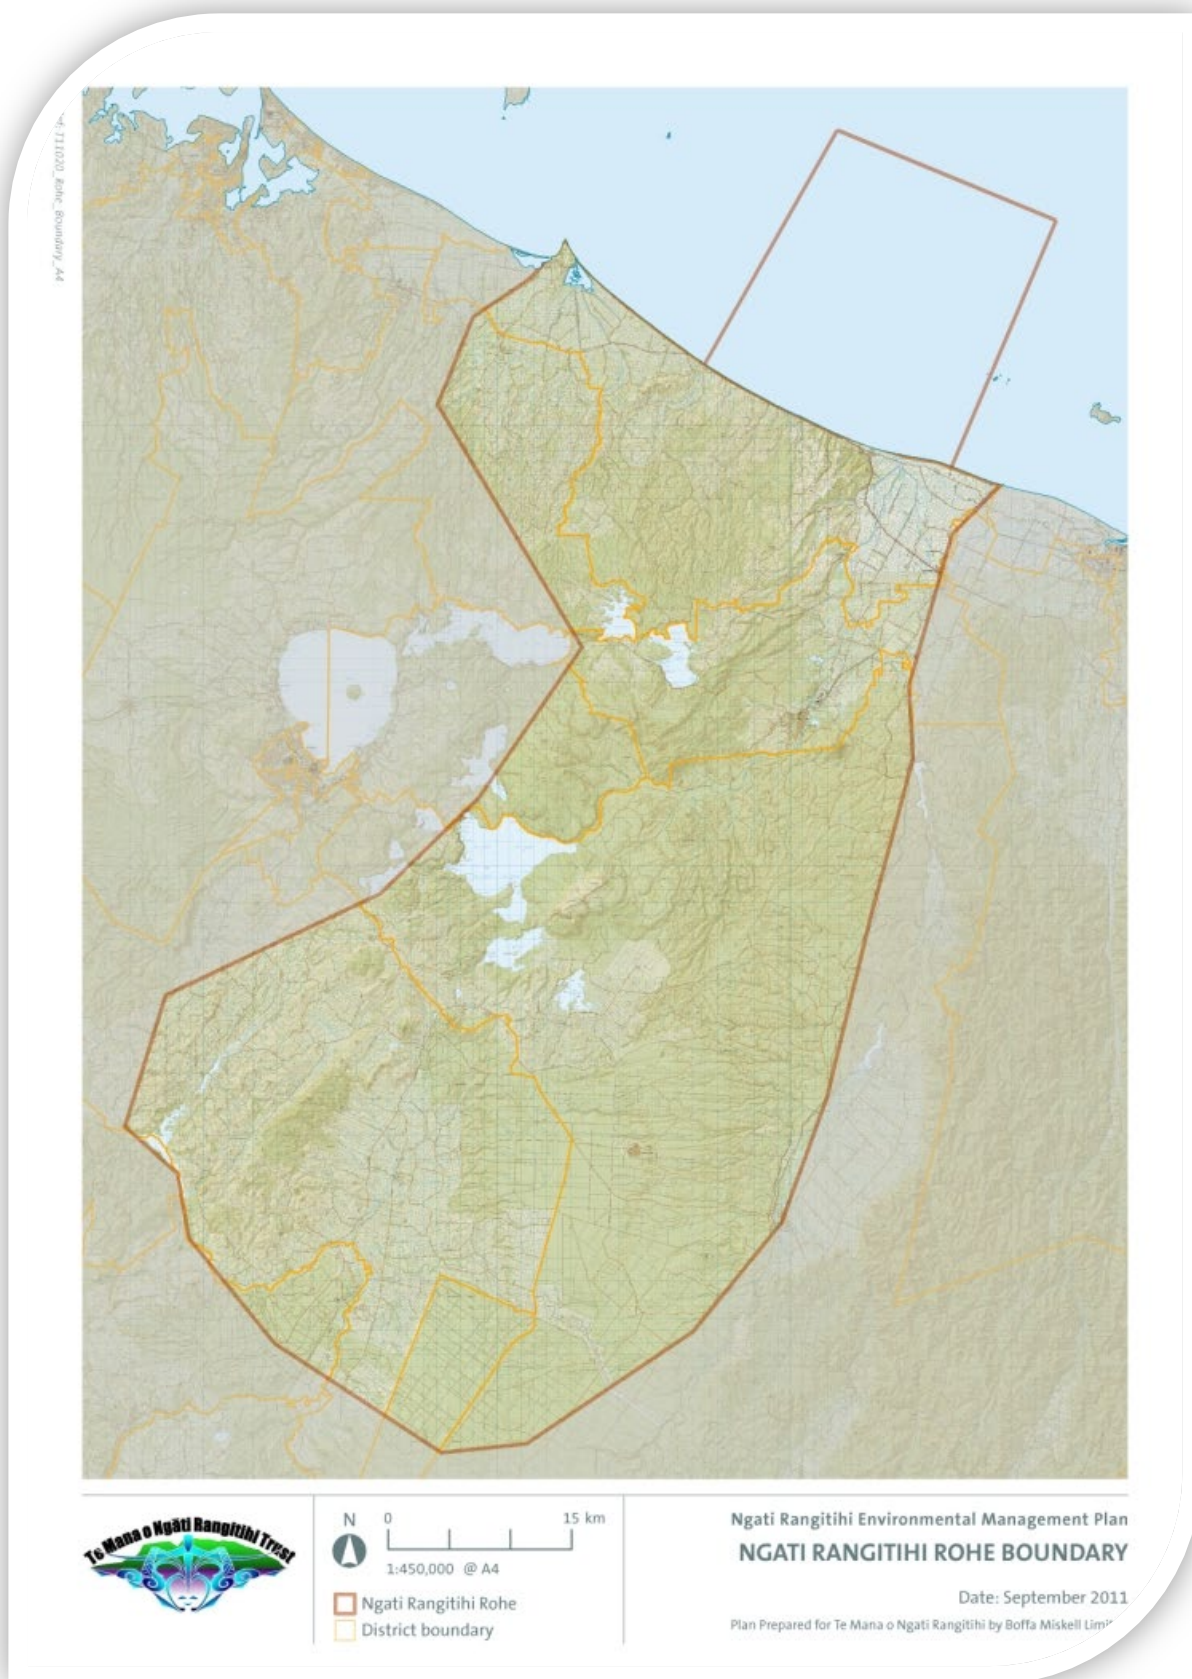 ef: T11020_Rohe_Boundary_A4
Te Mana o Ngāti Rangitihi Trust
N
0 15 km
1:450,000 @ A4
Ngati Rangitihi Rohe
District boundary
Ngati Rangitihi Environmental Management Plan
NGATI RANGITIHI ROHE BOUNDARY
Date: September 2011
Plan Prepared for Te Mana o Ngati Rangitihi by Boffa Miskell